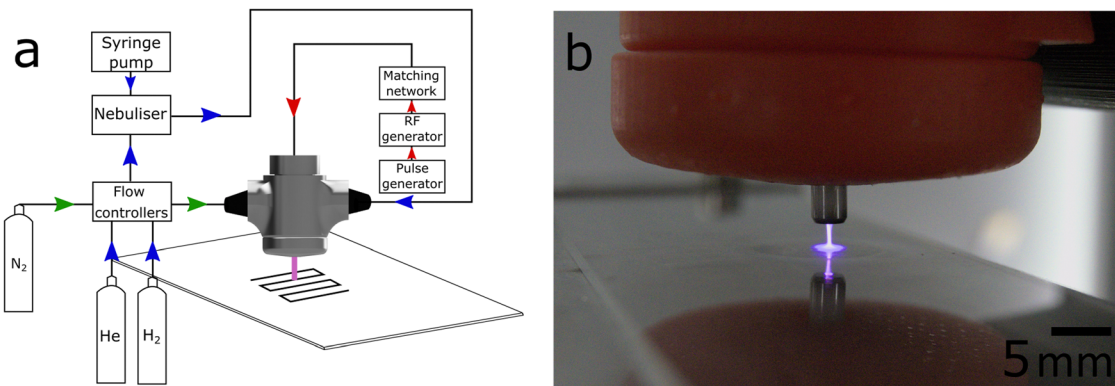 a
Syringe
pump
Nebuliser
Flow
controllers
N₂
He
H₂
Matching
network
RF
generator
Pulse
generator
b
5 mm